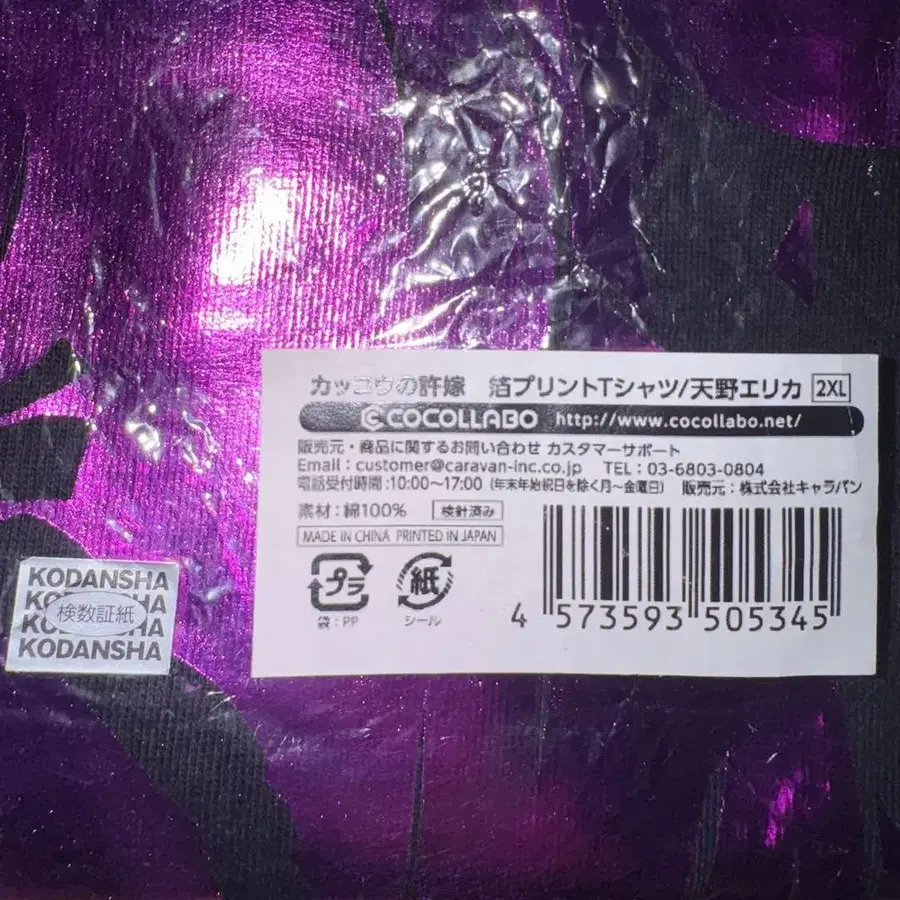 カッコウの許嫁 箔プリントTシャツ/天野エリカ 2XL
COCOLLABO http://www.cocollabo.net/
販売元・商品に関するお問い合わせ カスタマーサポート
Email：customer@caravan-inc.co.jp TEL：03-6803-0804
電話受付時間：10:00〜17:00（年末年始祝日を除く月〜金曜日） 販売元：株式会社キャラバン
素材：綿100% 検針済み
MADE IN CHINA PRINTED IN JAPAN
プラ 紙
袋：PP シール
4 573593 505345
KODANSHA
検数証紙
KODANSHA